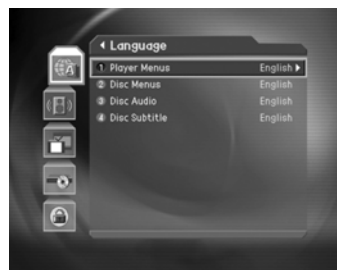 Language
1 Player Menus English
2 Disc Menus English
3 Disc Audio English
4 Disc Subtitle English